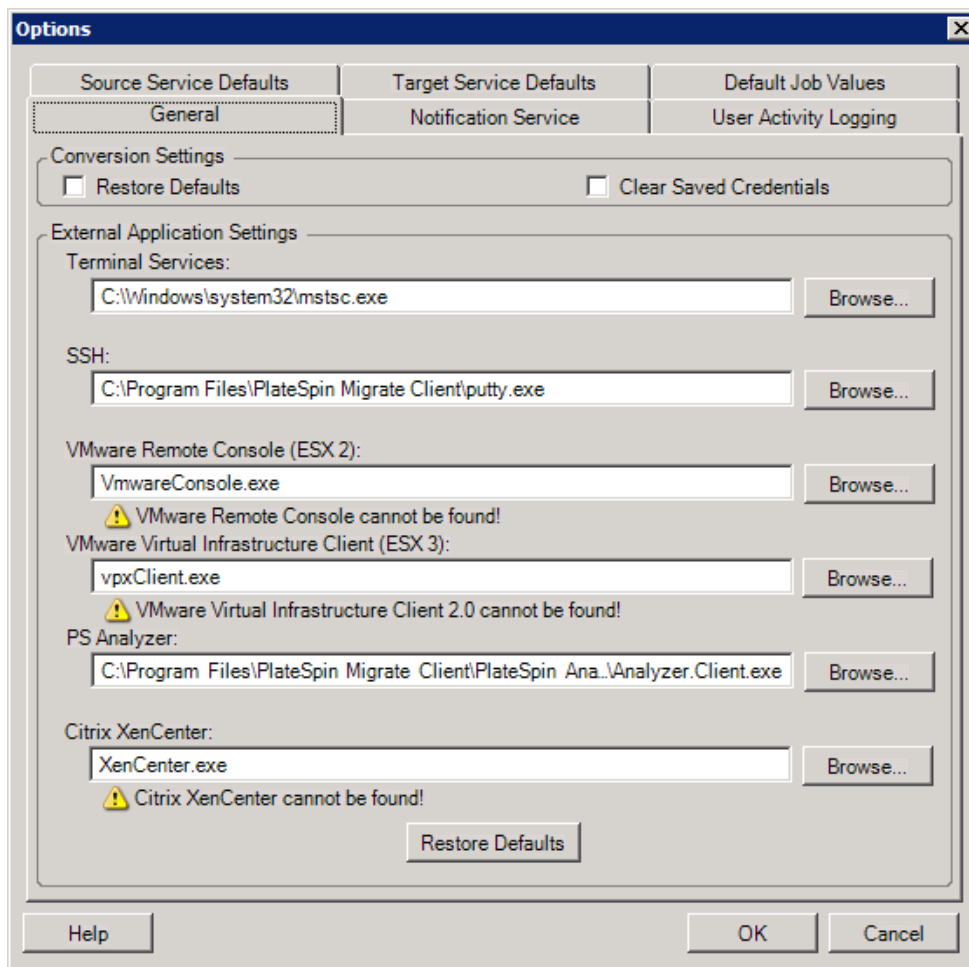 Options
Source Service Defaults Target Service Defaults Default Job Values
General Notification Service User Activity Logging
Conversion Settings
Restore Defaults Clear Saved Credentials
External Application Settings
Terminal Services:
C:\Windows\system32\mstsc.exe Browse...
SSH:
C:\Program Files\PlateSpin Migrate Client\putty.exe Browse...
VMware Remote Console (ESX 2):
VmwareConsole.exe Browse...
VMware Remote Console cannot be found!
VMware Virtual Infrastructure Client (ESX 3):
vpxClient.exe Browse...
VMware Virtual Infrastructure Client 2.0 cannot be found!
PS Analyzer:
C:\Program Files\PlateSpin Migrate Client\PlateSpin Ana..\Analyzer.Client.exe Browse...
Citrix XenCenter:
XenCenter.exe Browse...
Citrix XenCenter cannot be found!
Restore Defaults
Help OK Cancel